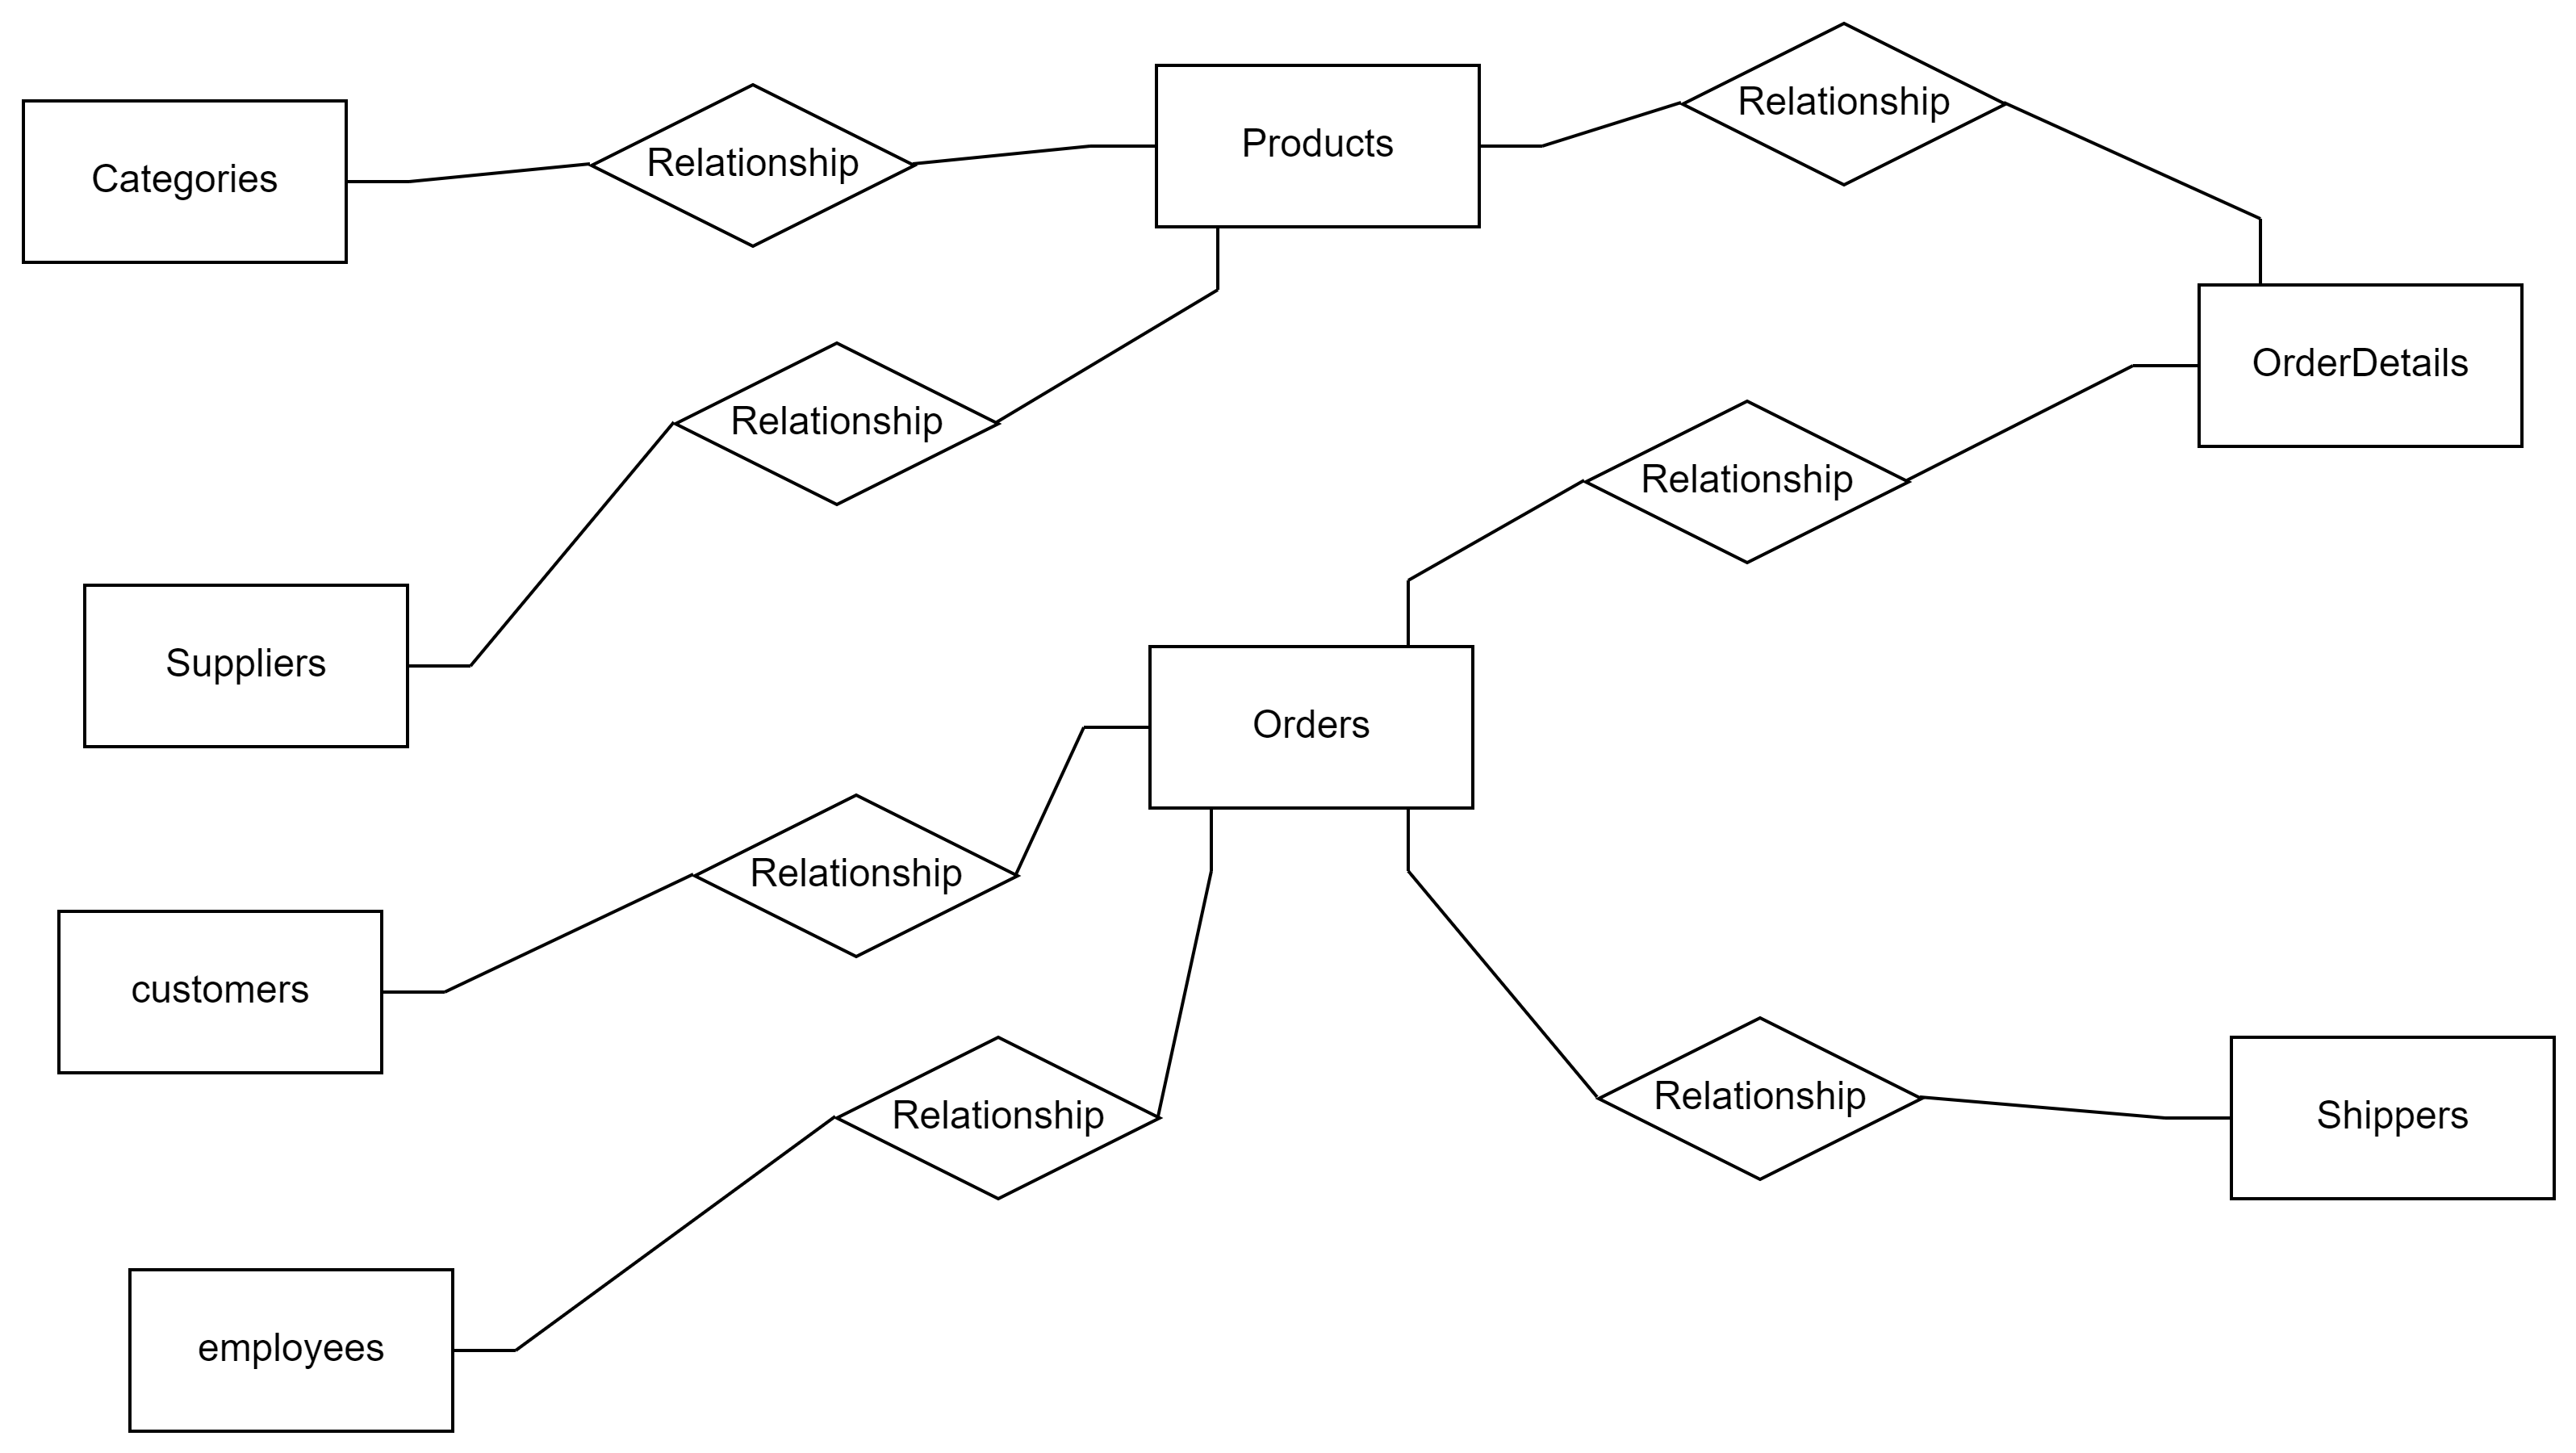 Relationship
Products
Relationship
Categories
OrderDetails
Relationship
Relationship
Suppliers
Orders
Relationship
customers
Relationship
Relationship
Shippers
employees